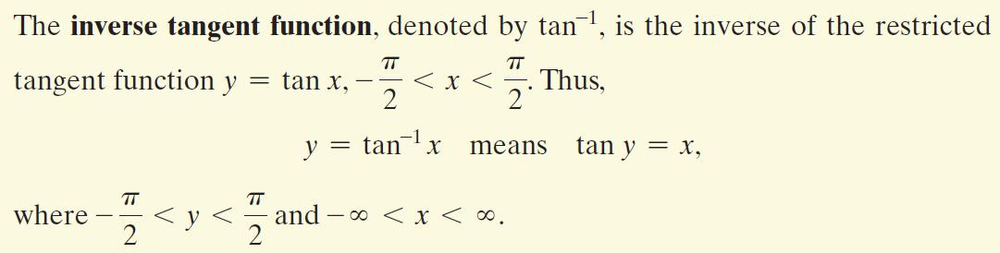 The inverse tangent function, denoted by tan⁻¹, is the inverse of the restricted
tangent function y = tan x, −π/2 < x < π/2. Thus,
y = tan⁻¹x means tan y = x,
where −π/2 < y < π/2 and −∞ < x < ∞.